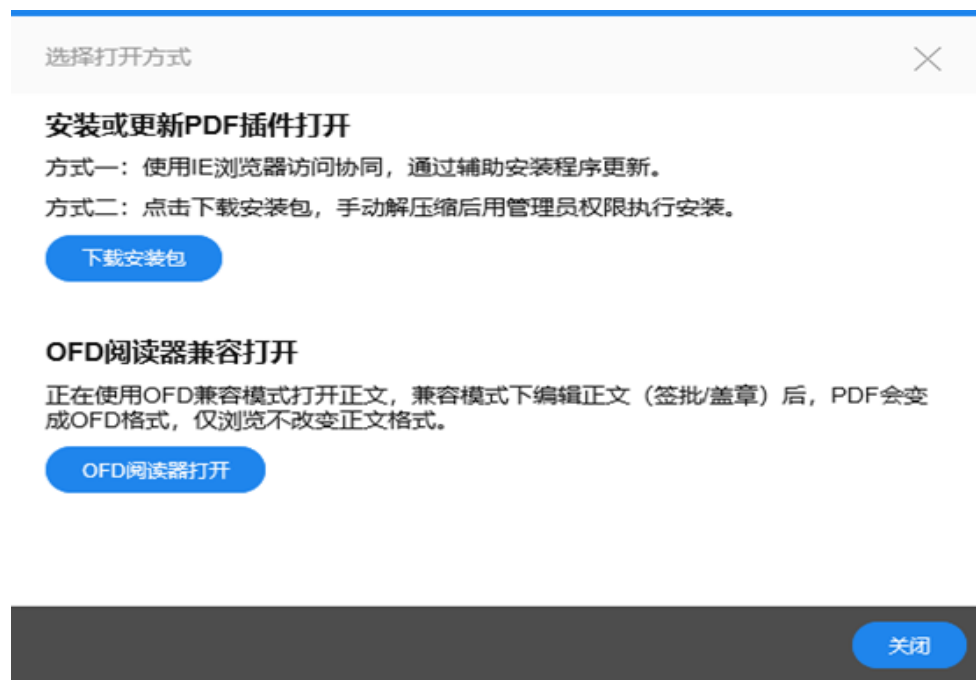 选择打开方式
安装或更新PDF插件打开
方式一：使用IE浏览器访问协同，通过辅助安装程序更新。
方式二：点击下载安装包，手动解压缩后用管理员权限执行安装。
下载安装包
OFD阅读器兼容打开
正在使用OFD兼容模式打开正文，兼容模式下编辑正文（签批/盖章）后，PDF会变
成OFD格式，仅浏览不改变正文格式。
OFD阅读器打开
关闭